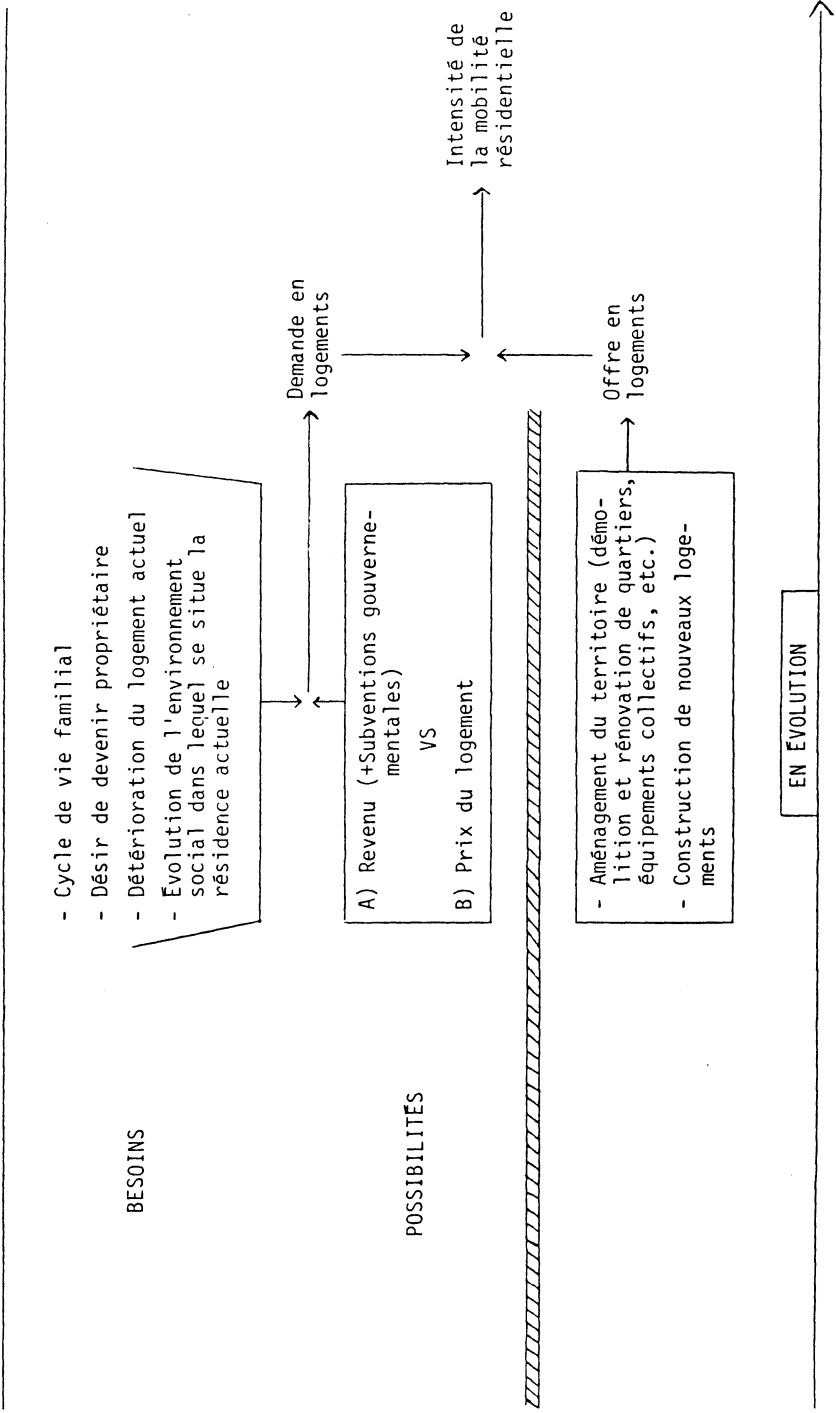 BESOINS
- Cycle de vie familial
- Désir de devenir propriétaire
- Détérioration du logement actuel
- Évolution de l'environnement
social dans lequel se situe la
résidence actuelle
Demande en
logements
POSSIBILITÉS
A) Revenu (+Subventions gouverne-
mentales)
VS
B) Prix du logement
Intensité de
la mobilité
résidentielle
- Aménagement du territoire (démo-
lition et rénovation de quartiers,
équipements collectifs, etc.)
- Construction de nouveaux loge-
ments
Offre en
logements
EN ÉVOLUTION